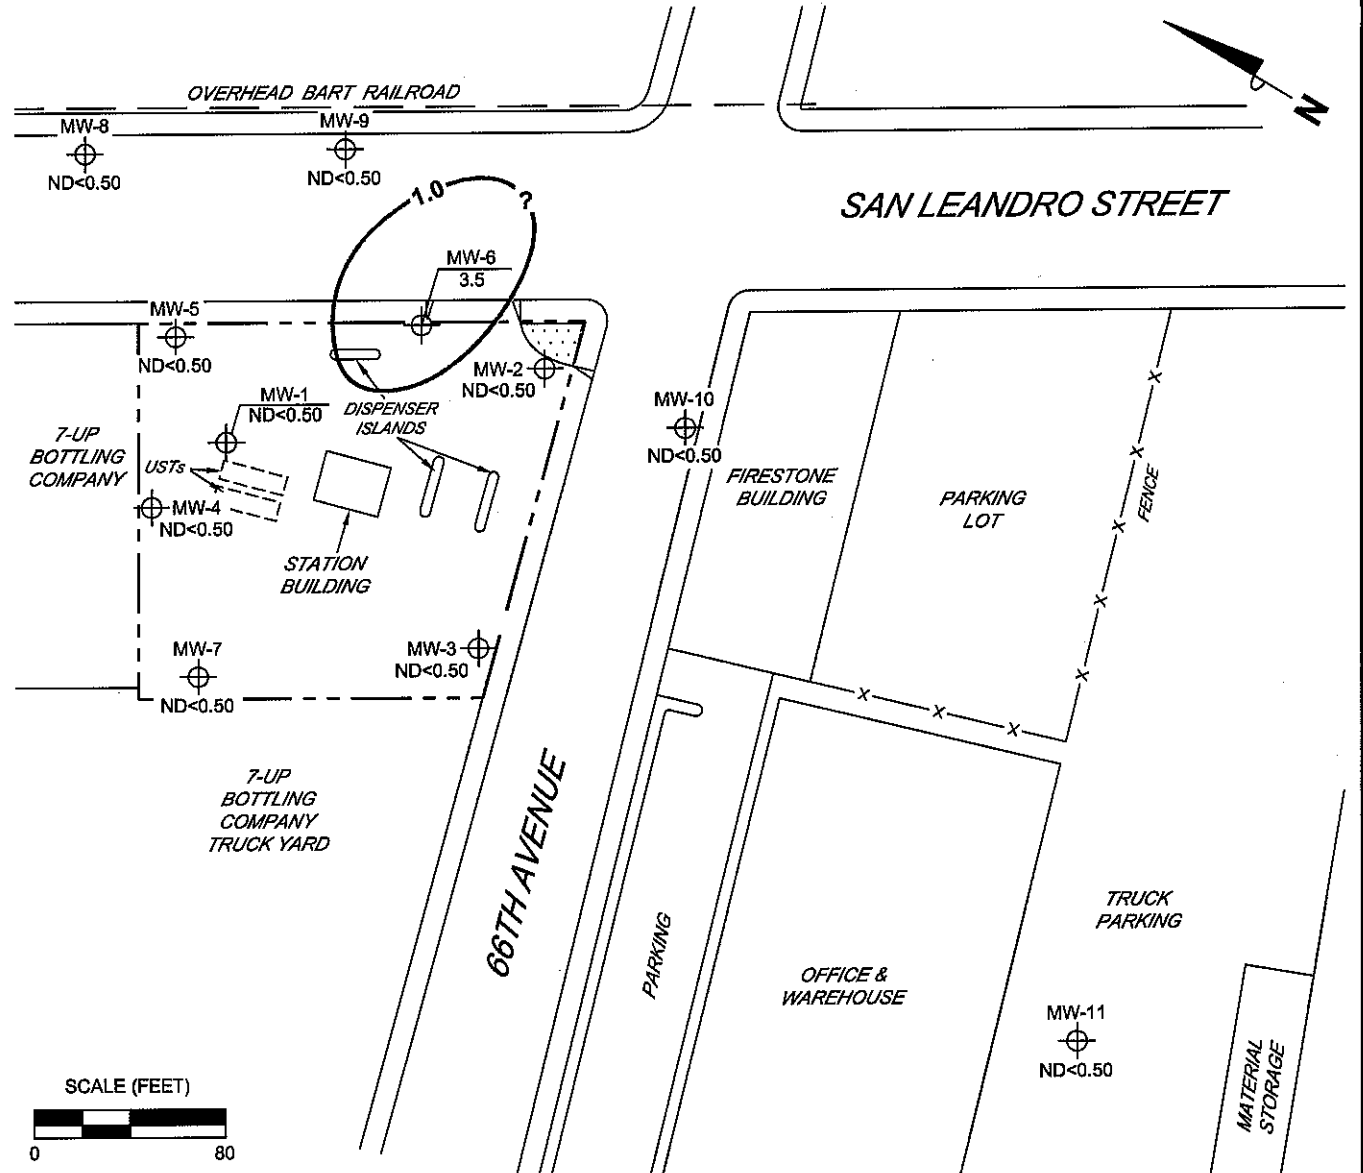 OVERHEAD BART RAILROAD
MW-8
ND<0.50
MW-9
ND<0.50
N
1.0
?
SAN LEANDRO STREET
MW-6
3.5
MW-5
ND<0.50
MW-2
ND<0.50
MW-1
ND<0.50
DISPENSER
ISLANDS
MW-10
ND<0.50
7-UP
BOTTLING
COMPANY
USTs
MW-4
ND<0.50
STATION
BUILDING
FIRESTONE
BUILDING
PARKING
LOT
X
X
FENCE
X
X
X
X
X
X
MW-7
ND<0.50
MW-3
ND<0.50
7-UP
BOTTLING
COMPANY
TRUCK YARD
66TH AVENUE
PARKING
OFFICE &
WAREHOUSE
TRUCK
PARKING
MW-11
ND<0.50
MATERIAL
STORAGE
SCALE (FEET)
0
80